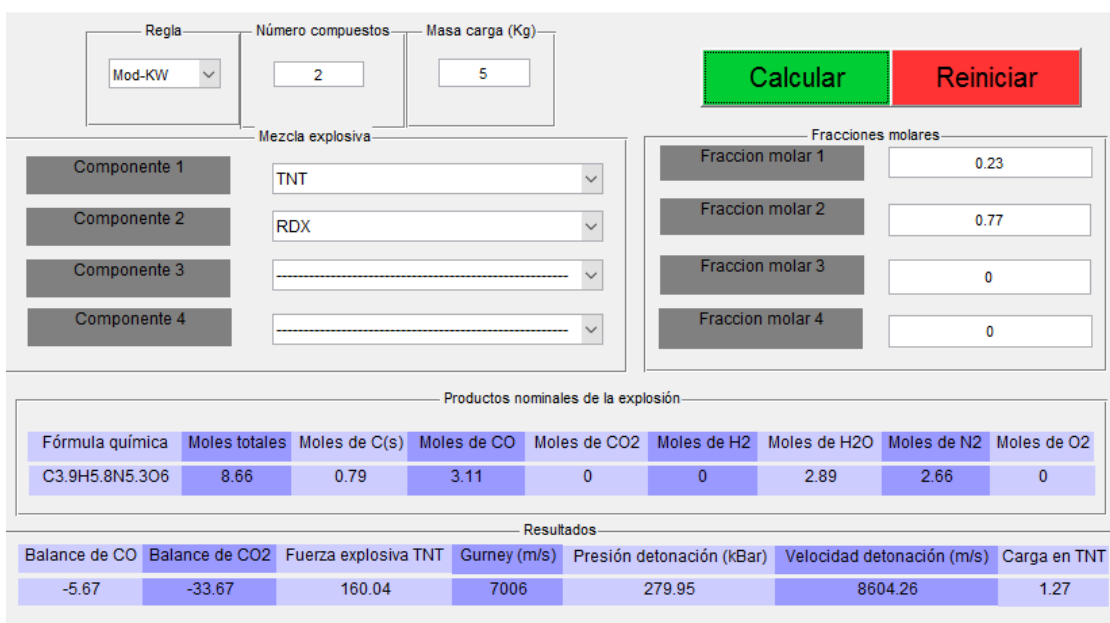 Regla
Número compuestos
Masa carga (Kg)
Mod-KW
2
5
Calcular
Reiniciar
Mezcla explosiva
Componente 1
TNT
Componente 2
RDX
Componente 3
-----------------------------------------------------------
Componente 4
-----------------------------------------------------------
Fracciones molares
Fraccion molar 1
0.23
Fraccion molar 2
0.77
Fraccion molar 3
0
Fraccion molar 4
0
Productos nominales de la explosión
Fórmula química Moles totales Moles de C(s) Moles de CO Moles de CO2 Moles de H2 Moles de H2O Moles de N2 Moles de O2
C3.9H5.8N5.3O6 8.66 0.79 3.11 0 0 2.89 2.66 0
Resultados
Balance de CO Balance de CO2 Fuerza explosiva TNT Gurney (m/s) Presión detonación (kBar) Velocidad detonación (m/s) Carga en TNT
-5.67 -33.67 160.04 7006 279.95 8604.26 1.27